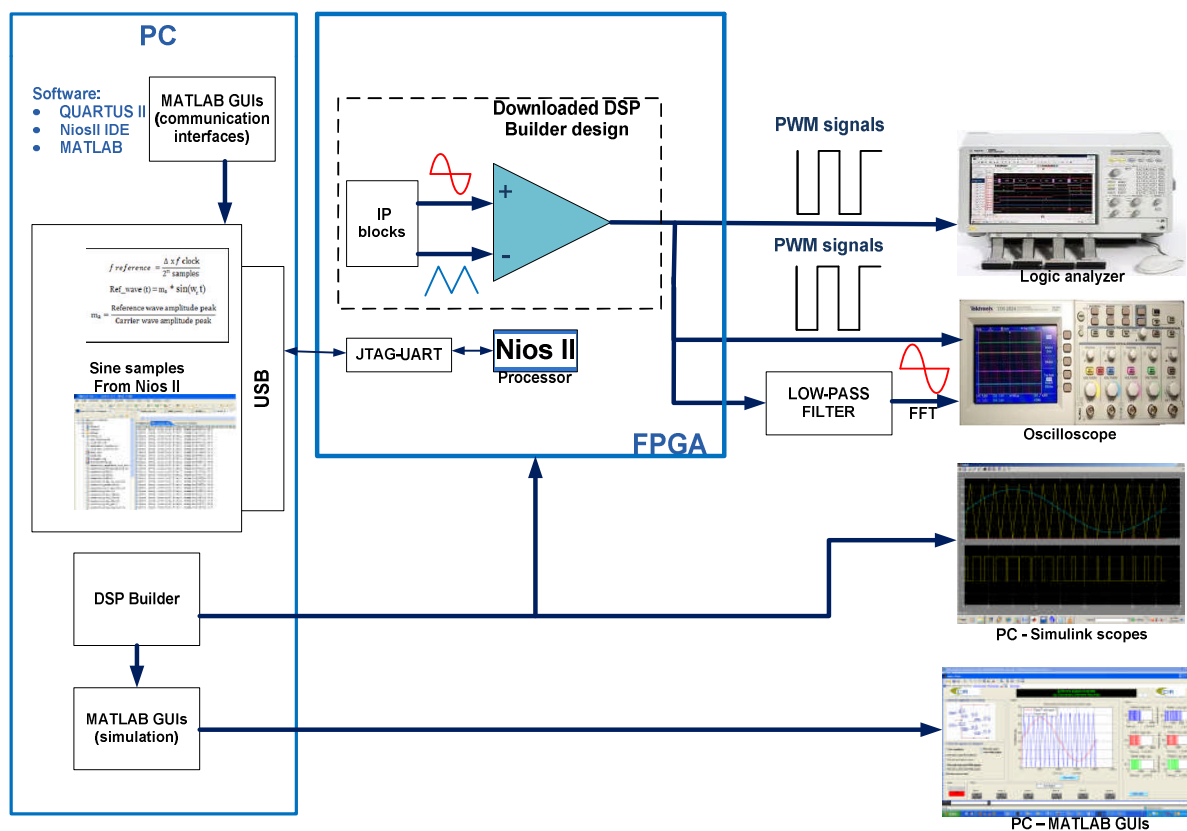 PC
Software:
QUARTUS II
NiosII IDE
MATLAB
MATLAB GUIs
(communication
interfaces)
f reference = Δ x f clock / 2ⁿ samples
Ref_wave (t) = mₐ * sin(wₜ t)
mₐ = Reference wave amplitude peak / Carrier wave amplitude peak
Sine samples
From Nios II
USB
DSP Builder
MATLAB GUIs
(simulation)
Downloaded DSP
Builder design
IP
blocks
+
-
JTAG-UART
Nios II
Processor
FPGA
PWM signals
PWM signals
LOW-PASS
FILTER
FFT
Logic analyzer
Tektronix
Oscilloscope
PC - Simulink scopes
PC – MATLAB GUIs